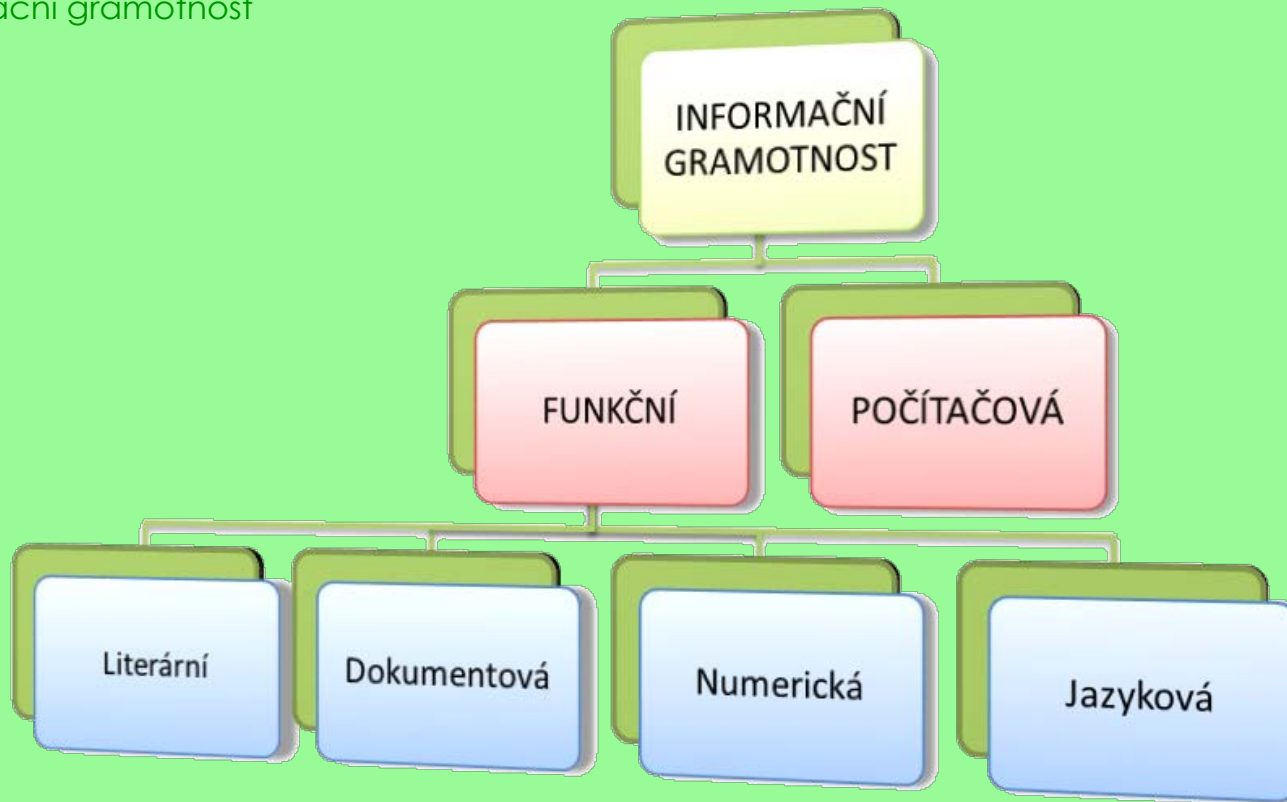 ační gramotnost
INFORMAČNÍ
GRAMOTNOST
FUNKČNÍ
POČÍTAČOVÁ
Literární
Dokumentová
Numerická
Jazyková